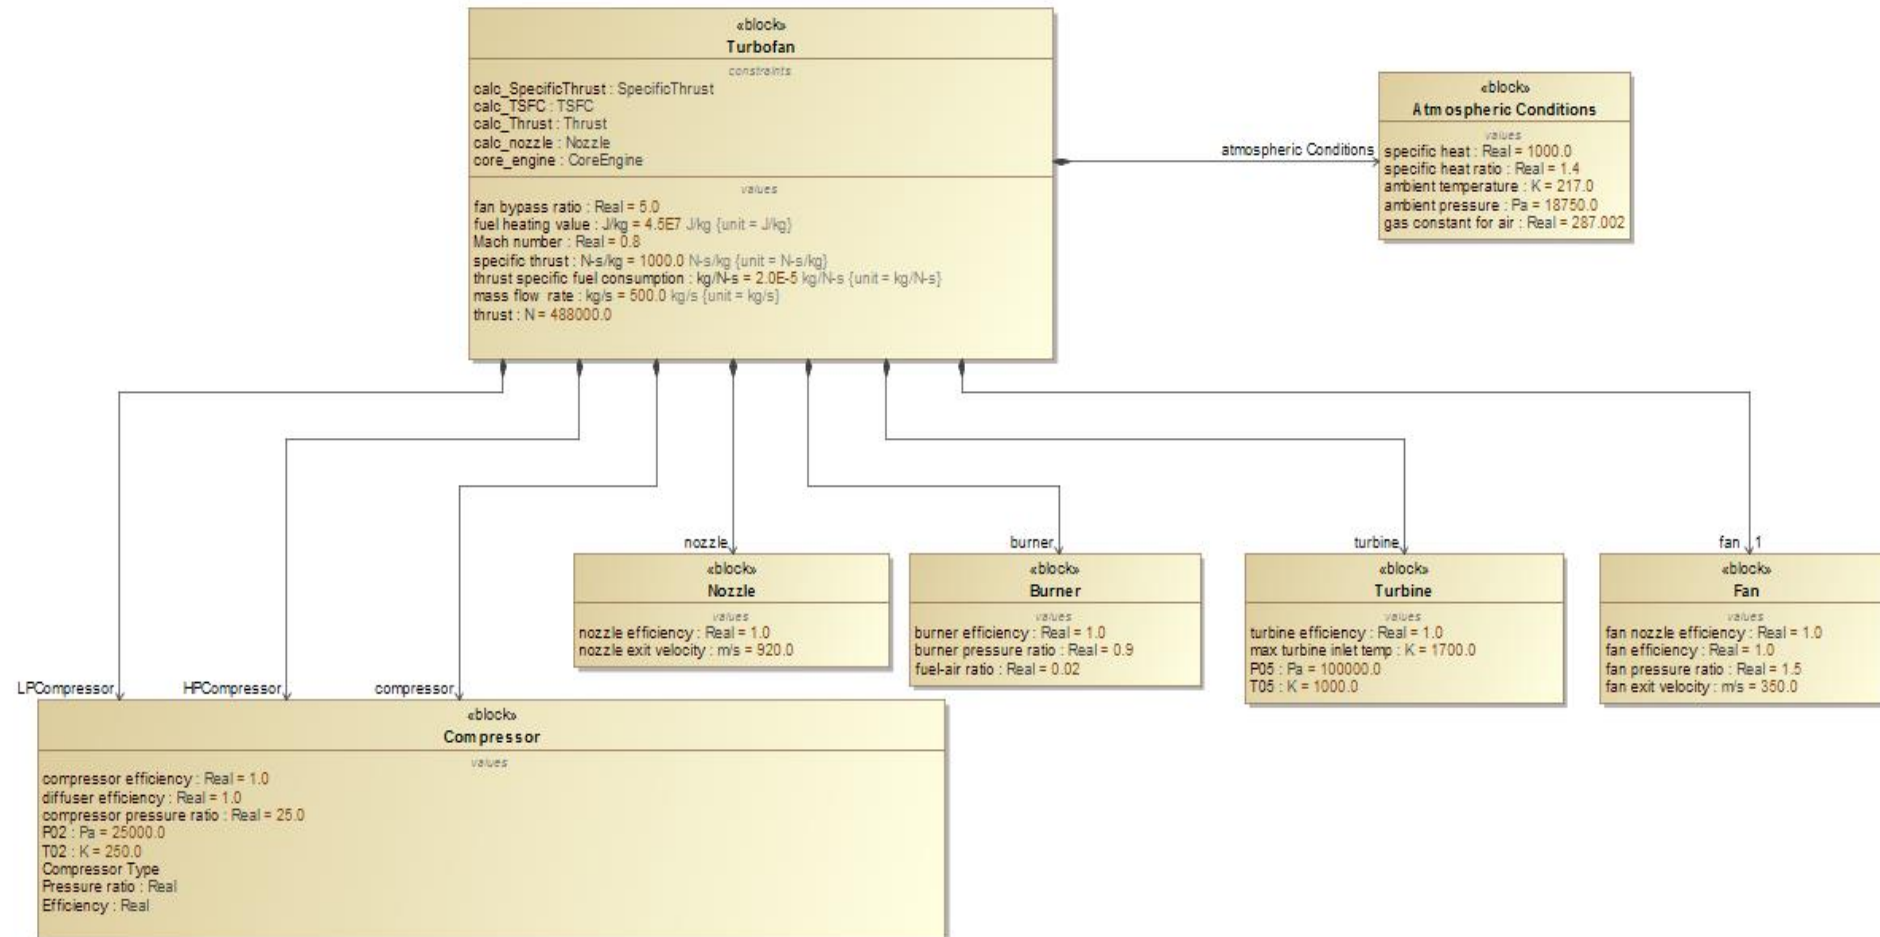 «block»
Turbofan
constraints
calc_SpecificThrust : SpecificThrust
calc_TSFC : TSFC
calc_Thrust : Thrust
calc_nozzle : Nozzle
core_engine : CoreEngine
values
fan bypass ratio : Real = 5.0
fuel heating value : J/kg = 4.5E7 J/kg {unit = J/kg}
Mach number : Real = 0.8
specific thrust : N-s/kg = 1000.0 N-s/kg {unit = N-s/kg}
thrust specific fuel consumption : kg/N-s = 2.0E-5 kg/N-s {unit = kg/N-s}
mass flow rate : kg/s = 500.0 kg/s {unit = kg/s}
thrust : N = 488000.0
atmospheric Conditions
«block»
Atmospheric Conditions
values
specific heat : Real = 1000.0
specific heat ratio : Real = 1.4
ambient temperature : K = 217.0
ambient pressure : Pa = 18750.0
gas constant for air : Real = 287.002
nozzle
«block»
Nozzle
values
nozzle efficiency : Real = 1.0
nozzle exit velocity : m/s = 920.0
burner
«block»
Burner
values
burner efficiency : Real = 1.0
burner pressure ratio : Real = 0.9
fuel-air ratio : Real = 0.02
turbine
«block»
Turbine
values
turbine efficiency : Real = 1.0
max turbine inlet temp : K = 1700.0
P05 : Pa = 100000.0
T05 : K = 1000.0
fan 1
«block»
Fan
values
fan nozzle efficiency : Real = 1.0
fan efficiency : Real = 1.0
fan pressure ratio : Real = 1.5
fan exit velocity : m/s = 350.0
LPCompressor
HPCompressor
compressor
«block»
Compressor
values
compressor efficiency : Real = 1.0
diffuser efficiency : Real = 1.0
compressor pressure ratio : Real = 25.0
P02 : Pa = 25000.0
T02 : K = 250.0
Compressor Type
Pressure ratio : Real
Efficiency : Real